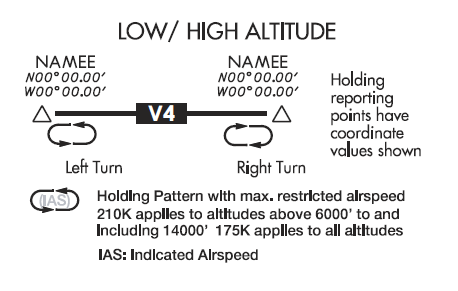 LOW/ HIGH ALTITUDE
NAMEE
N00°00.00′
W00°00.00′
NAMEE
N00°00.00′
W00°00.00′
V4
Holding
reporting
points have
coordinate
values shown
Left Turn
Right Turn
(IAS)
Holding Pattern with max. restricted airspeed
210K applies to altitudes above 6000' to and
including 14000' 175K applies to all altitudes
IAS: Indicated Airspeed